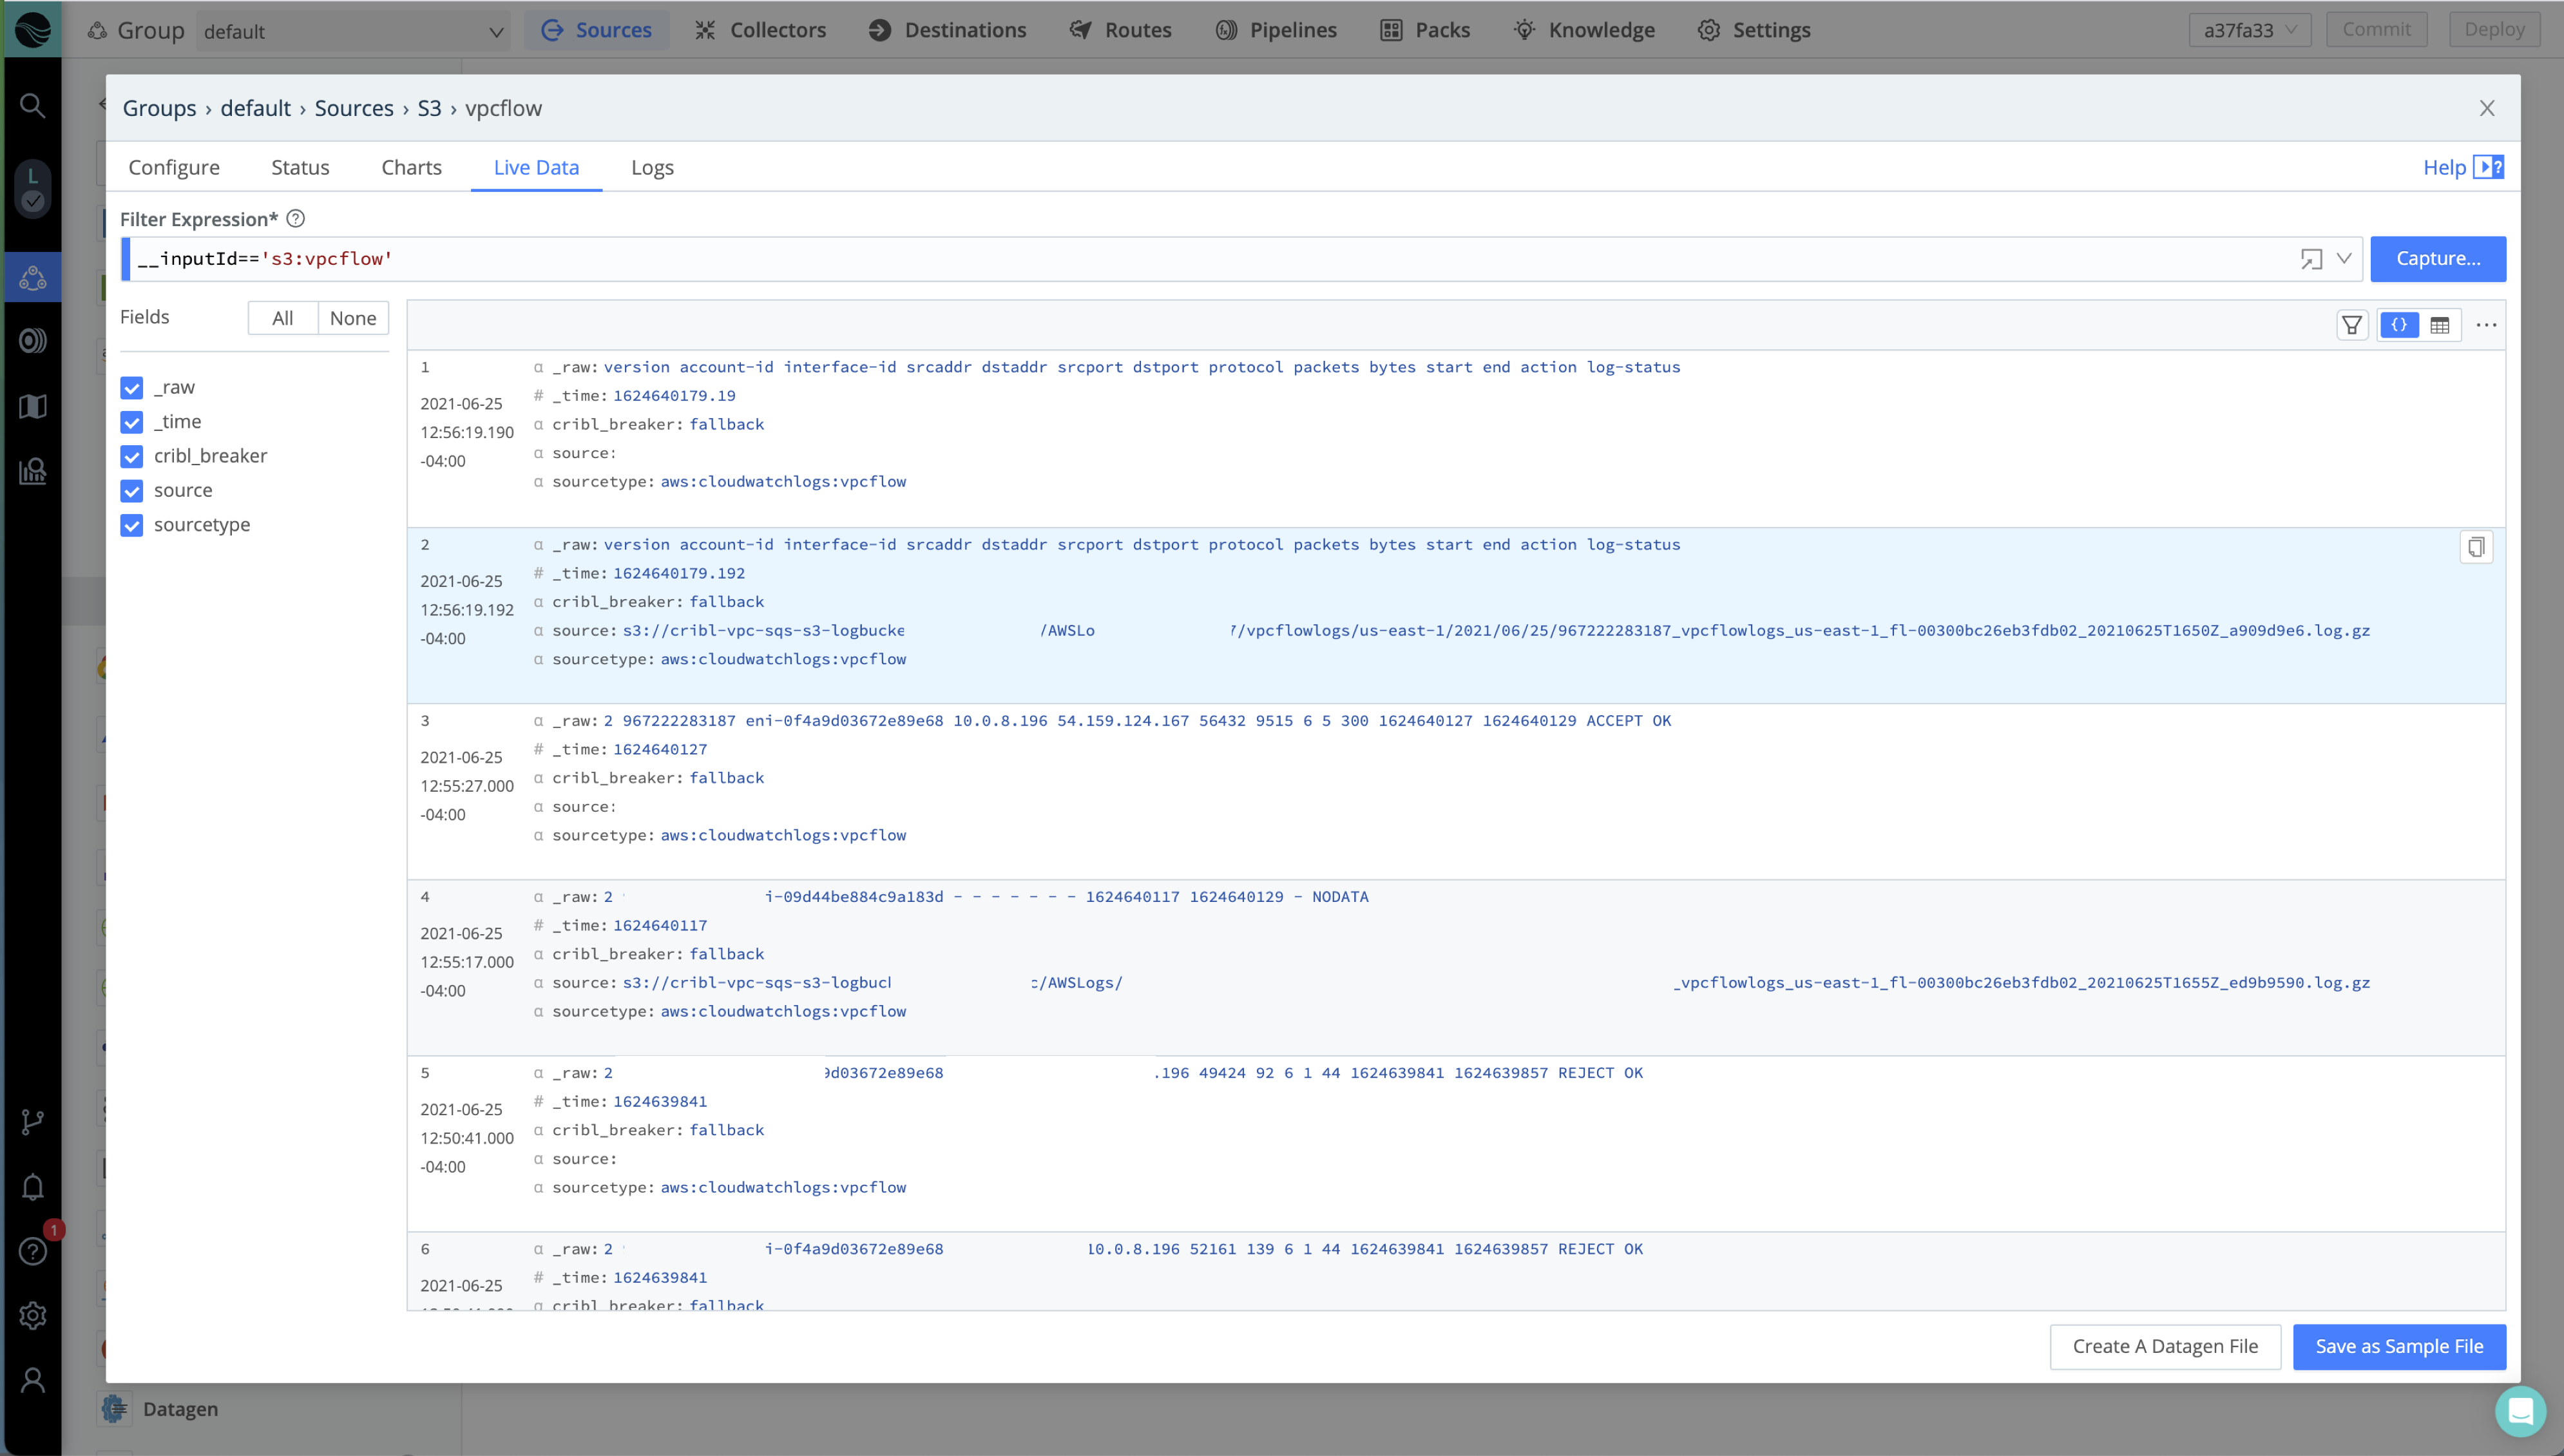 Group default Sources Collectors Destinations Routes Pipelines Packs Knowledge Settings a37fa33 Commit Deploy
Groups › default › Sources › S3 › vpcflow
L
Configure Status Charts Live Data Logs Help
Filter Expression*
__inputId=='s3:vpcflow' Capture...
Fields All None
_raw
_time
cribl_breaker
source
sourcetype
1 α _raw: version account-id interface-id srcaddr dstaddr srcport dstport protocol packets bytes start end action log-status
2021-06-25 # _time: 1624640179.19
12:56:19.190 α cribl_breaker: fallback
-04:00 α source:
α sourcetype: aws:cloudwatchlogs:vpcflow
2 α _raw: version account-id interface-id srcaddr dstaddr srcport dstport protocol packets bytes start end action log-status
2021-06-25 # _time: 1624640179.192
12:56:19.192 α cribl_breaker: fallback
-04:00 α source: s3://cribl-vpc-sqs-s3-logbucke /AWSLo /vpcflowlogs/us-east-1/2021/06/25/967222283187_vpcflowlogs_us-east-1_fl-00300bc26eb3fdb02_20210625T1650Z_a909d9e6.log.gz
α sourcetype: aws:cloudwatchlogs:vpcflow
3 α _raw: 2 967222283187 eni-0f4a9d03672e89e68 10.0.8.196 54.159.124.167 56432 9515 6 5 300 1624640127 1624640129 ACCEPT OK
2021-06-25 # _time: 1624640127
12:55:27.000 α cribl_breaker: fallback
-04:00 α source:
α sourcetype: aws:cloudwatchlogs:vpcflow
4 α _raw: 2 i-09d44be884c9a183d - - - - - - - 1624640117 1624640129 - NODATA
2021-06-25 # _time: 1624640117
12:55:17.000 α cribl_breaker: fallback
-04:00 α source: s3://cribl-vpc-sqs-s3-logbucl c/AWSLogs/ _vpcflowlogs_us-east-1_fl-00300bc26eb3fdb02_20210625T1655Z_ed9b9590.log.gz
α sourcetype: aws:cloudwatchlogs:vpcflow
5 α _raw: 2 9d03672e89e68 .196 49424 92 6 1 44 1624639841 1624639857 REJECT OK
2021-06-25 # _time: 1624639841
12:50:41.000 α cribl_breaker: fallback
-04:00 α source:
α sourcetype: aws:cloudwatchlogs:vpcflow
6 α _raw: 2 i-0f4a9d03672e89e68 10.0.8.196 52161 139 6 1 44 1624639841 1624639857 REJECT OK
2021-06-25 # _time: 1624639841
α cribl_breaker: fallback
1
Create A Datagen File Save as Sample File
Datagen